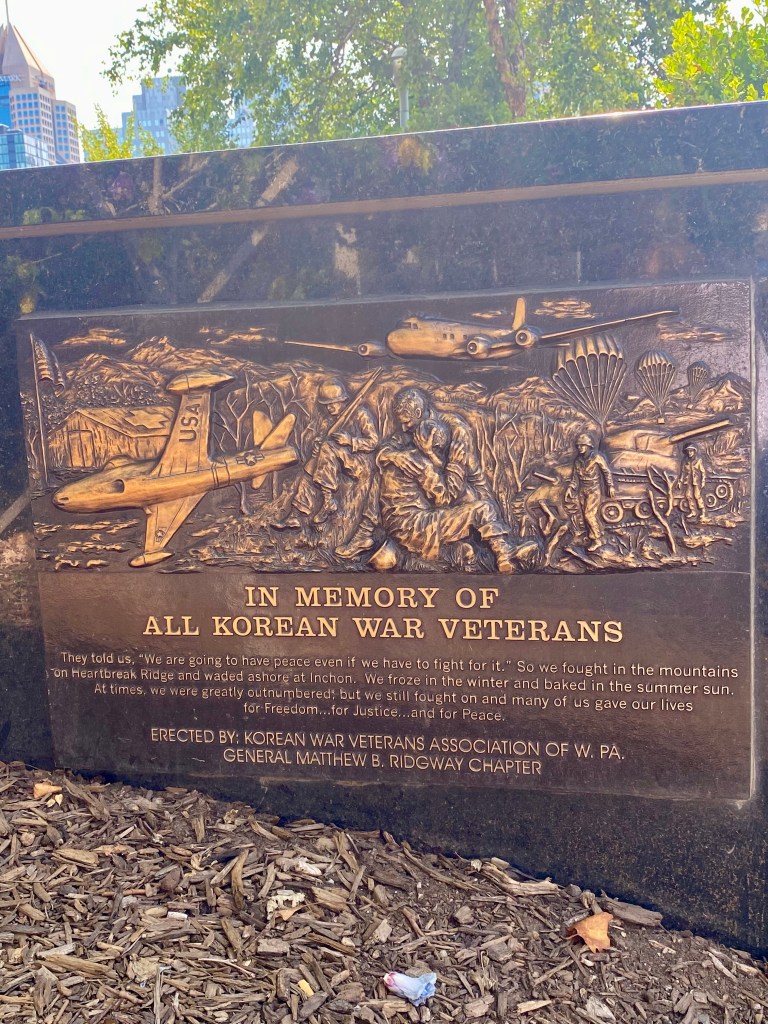 USA
IN MEMORY OF
ALL KOREAN WAR VETERANS
They told us, "We are going to have peace even if we have to fight for it." So we fought in the mountains
on Heartbreak Ridge and waded ashore at Inchon. We froze in the winter and baked in the summer sun.
At times, we were greatly outnumbered; but we still fought on and many of us gave our lives
for Freedom...for Justice...and for Peace.
ERECTED BY: KOREAN WAR VETERANS ASSOCIATION OF W. PA.
GENERAL MATTHEW B. RIDGWAY CHAPTER